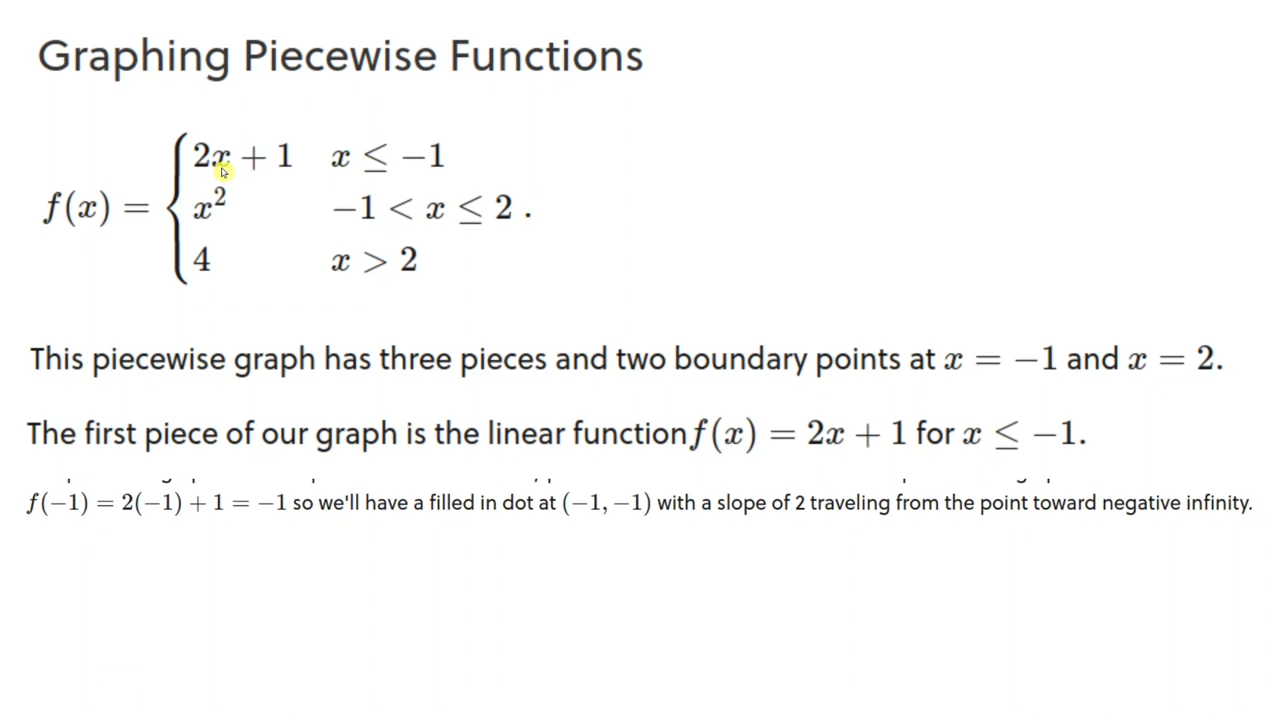 Graphing Piecewise Functions
2x + 1 x ≤ −1
f(x) = { x² −1 < x ≤ 2 .
4 x > 2
This piecewise graph has three pieces and two boundary points at x = −1 and x = 2.
The first piece of our graph is the linear function f(x) = 2x + 1 for x ≤ −1.
f(−1) = 2(−1) + 1 = −1 so we'll have a filled in dot at (−1, −1) with a slope of 2 traveling from the point toward negative infinity.